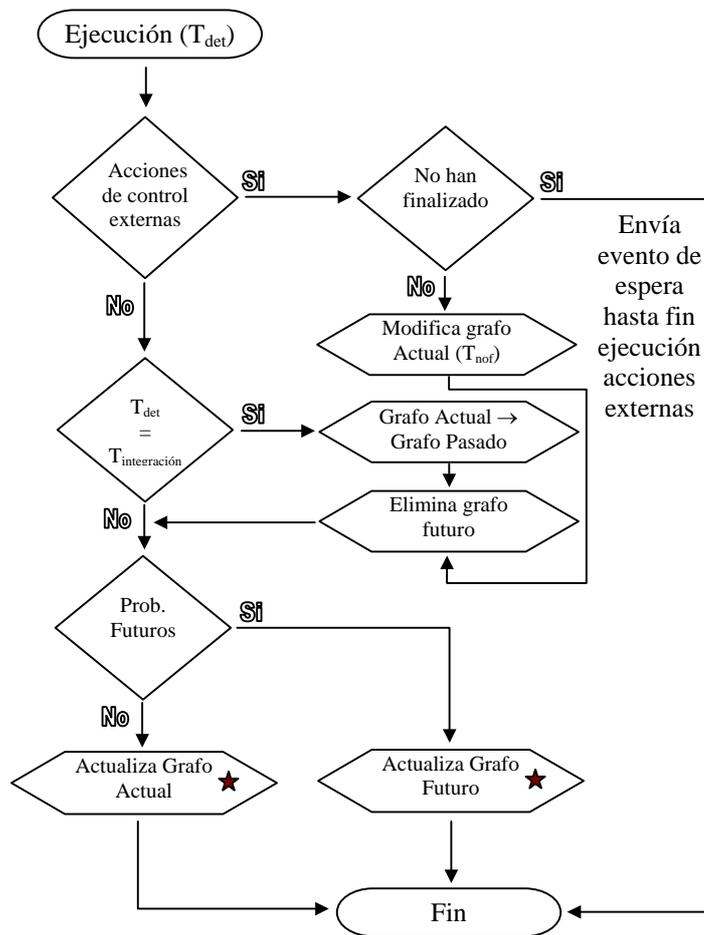 Ejecución (Tdet)
Acciones
de control
externas
Si
No han
finalizado
Si
Envía
evento de
espera
hasta fin
ejecución
acciones
externas
No
No
Modifica grafo
Actual (Tnof)
Tdet
=
Tintegración
Si
Grafo Actual →
Grafo Pasado
No
Elimina grafo
futuro
Prob.
Futuros
Si
No
Actualiza Grafo
Actual
Actualiza Grafo
Futuro
Fin